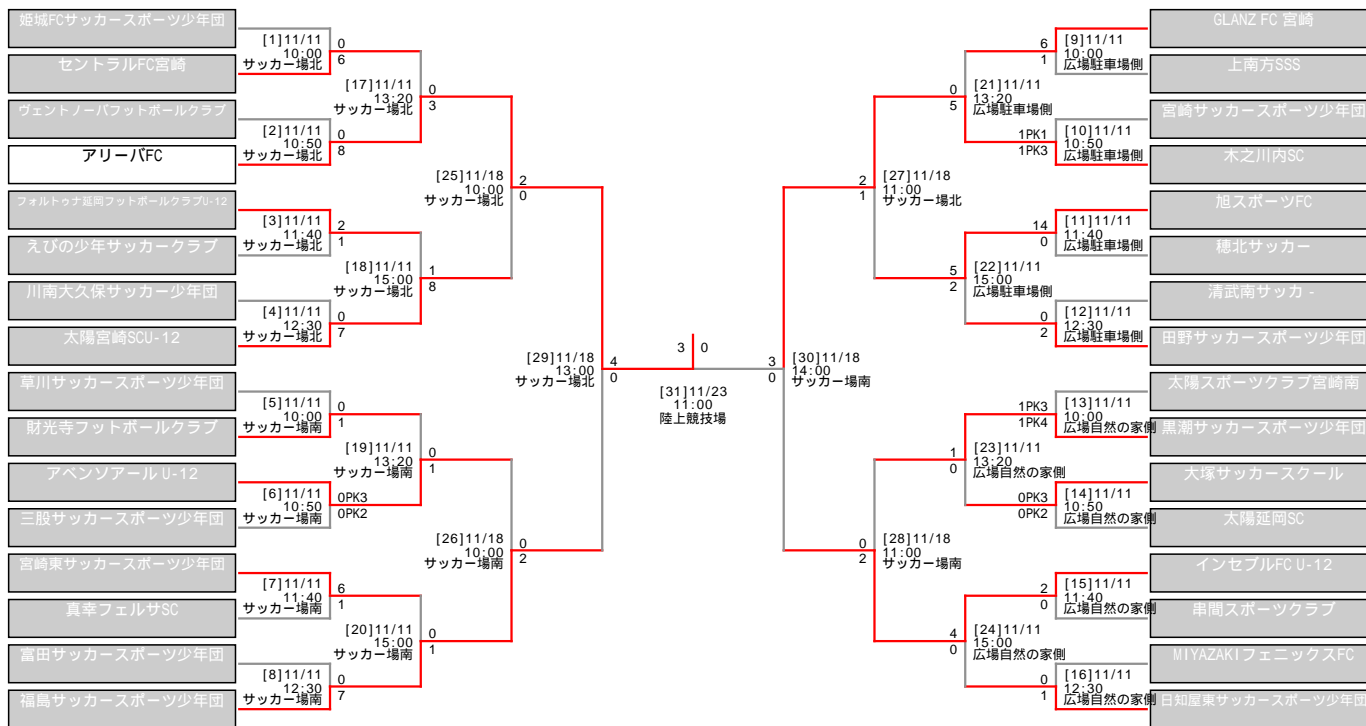 姫城FCサッカースポーツ少年団
[1]11/11
10:00
サッカー場北
0
6
セントラルFC宮崎
[17]11/11
13:20
サッカー場北
0
3
ヴェントノーバフットボールクラブ
[2]11/11
10:50
サッカー場北
0
8
アリーバFC
[25]11/18
10:00
サッカー場北
2
0
フォルトゥナ延岡フットボールクラブU-12
[3]11/11
11:40
サッカー場北
2
1
えびの少年サッカークラブ
[18]11/11
15:00
サッカー場北
1
8
川南大久保サッカー少年団
[4]11/11
12:30
サッカー場北
0
7
太陽宮崎SCU-12
[29]11/18
13:00
サッカー場北
4
0
草川サッカースポーツ少年団
[5]11/11
10:00
サッカー場南
0
1
財光寺フットボールクラブ
[19]11/11
13:20
サッカー場南
0
1
アベンソアール U-12
[6]11/11
10:50
サッカー場南
0PK3
0PK2
三股サッカースポーツ少年団
[26]11/18
10:00
サッカー場南
0
2
宮崎東サッカースポーツ少年団
[7]11/11
11:40
サッカー場南
6
1
真幸フェルサSC
[20]11/11
15:00
サッカー場南
0
1
富田サッカースポーツ少年団
[8]11/11
12:30
サッカー場南
0
7
福島サッカースポーツ少年団
3 0
[31]11/23
11:00
陸上競技場
GLANZ FC 宮崎
6
1
[9]11/11
10:00
広場駐車場側
上南方SSS
0
5
[21]11/11
13:20
広場駐車場側
宮崎サッカースポーツ少年団
1PK1
1PK3
[10]11/11
10:50
広場駐車場側
木之川内SC
2
1
[27]11/18
11:00
サッカー場北
旭スポーツFC
14
0
[11]11/11
11:40
広場駐車場側
穂北サッカー
5
2
[22]11/11
15:00
広場駐車場側
清武南サッカ -
0
2
[12]11/11
12:30
広場駐車場側
田野サッカースポーツ少年団
3
0
[30]11/18
14:00
サッカー場南
太陽スポーツクラブ宮崎南
1PK3
1PK4
[13]11/11
10:00
広場自然の家側
黒潮サッカースポーツ少年団
1
0
[23]11/11
13:20
広場自然の家側
大塚サッカースクール
0PK3
0PK2
[14]11/11
10:50
広場自然の家側
太陽延岡SC
0
2
[28]11/18
11:00
サッカー場南
インセブルFC U-12
2
0
[15]11/11
11:40
広場自然の家側
串間スポーツクラブ
4
0
[24]11/11
15:00
広場自然の家側
MIYAZAKIフェニックスFC
0
1
[16]11/11
12:30
広場自然の家側
日知屋東サッカースポーツ少年団